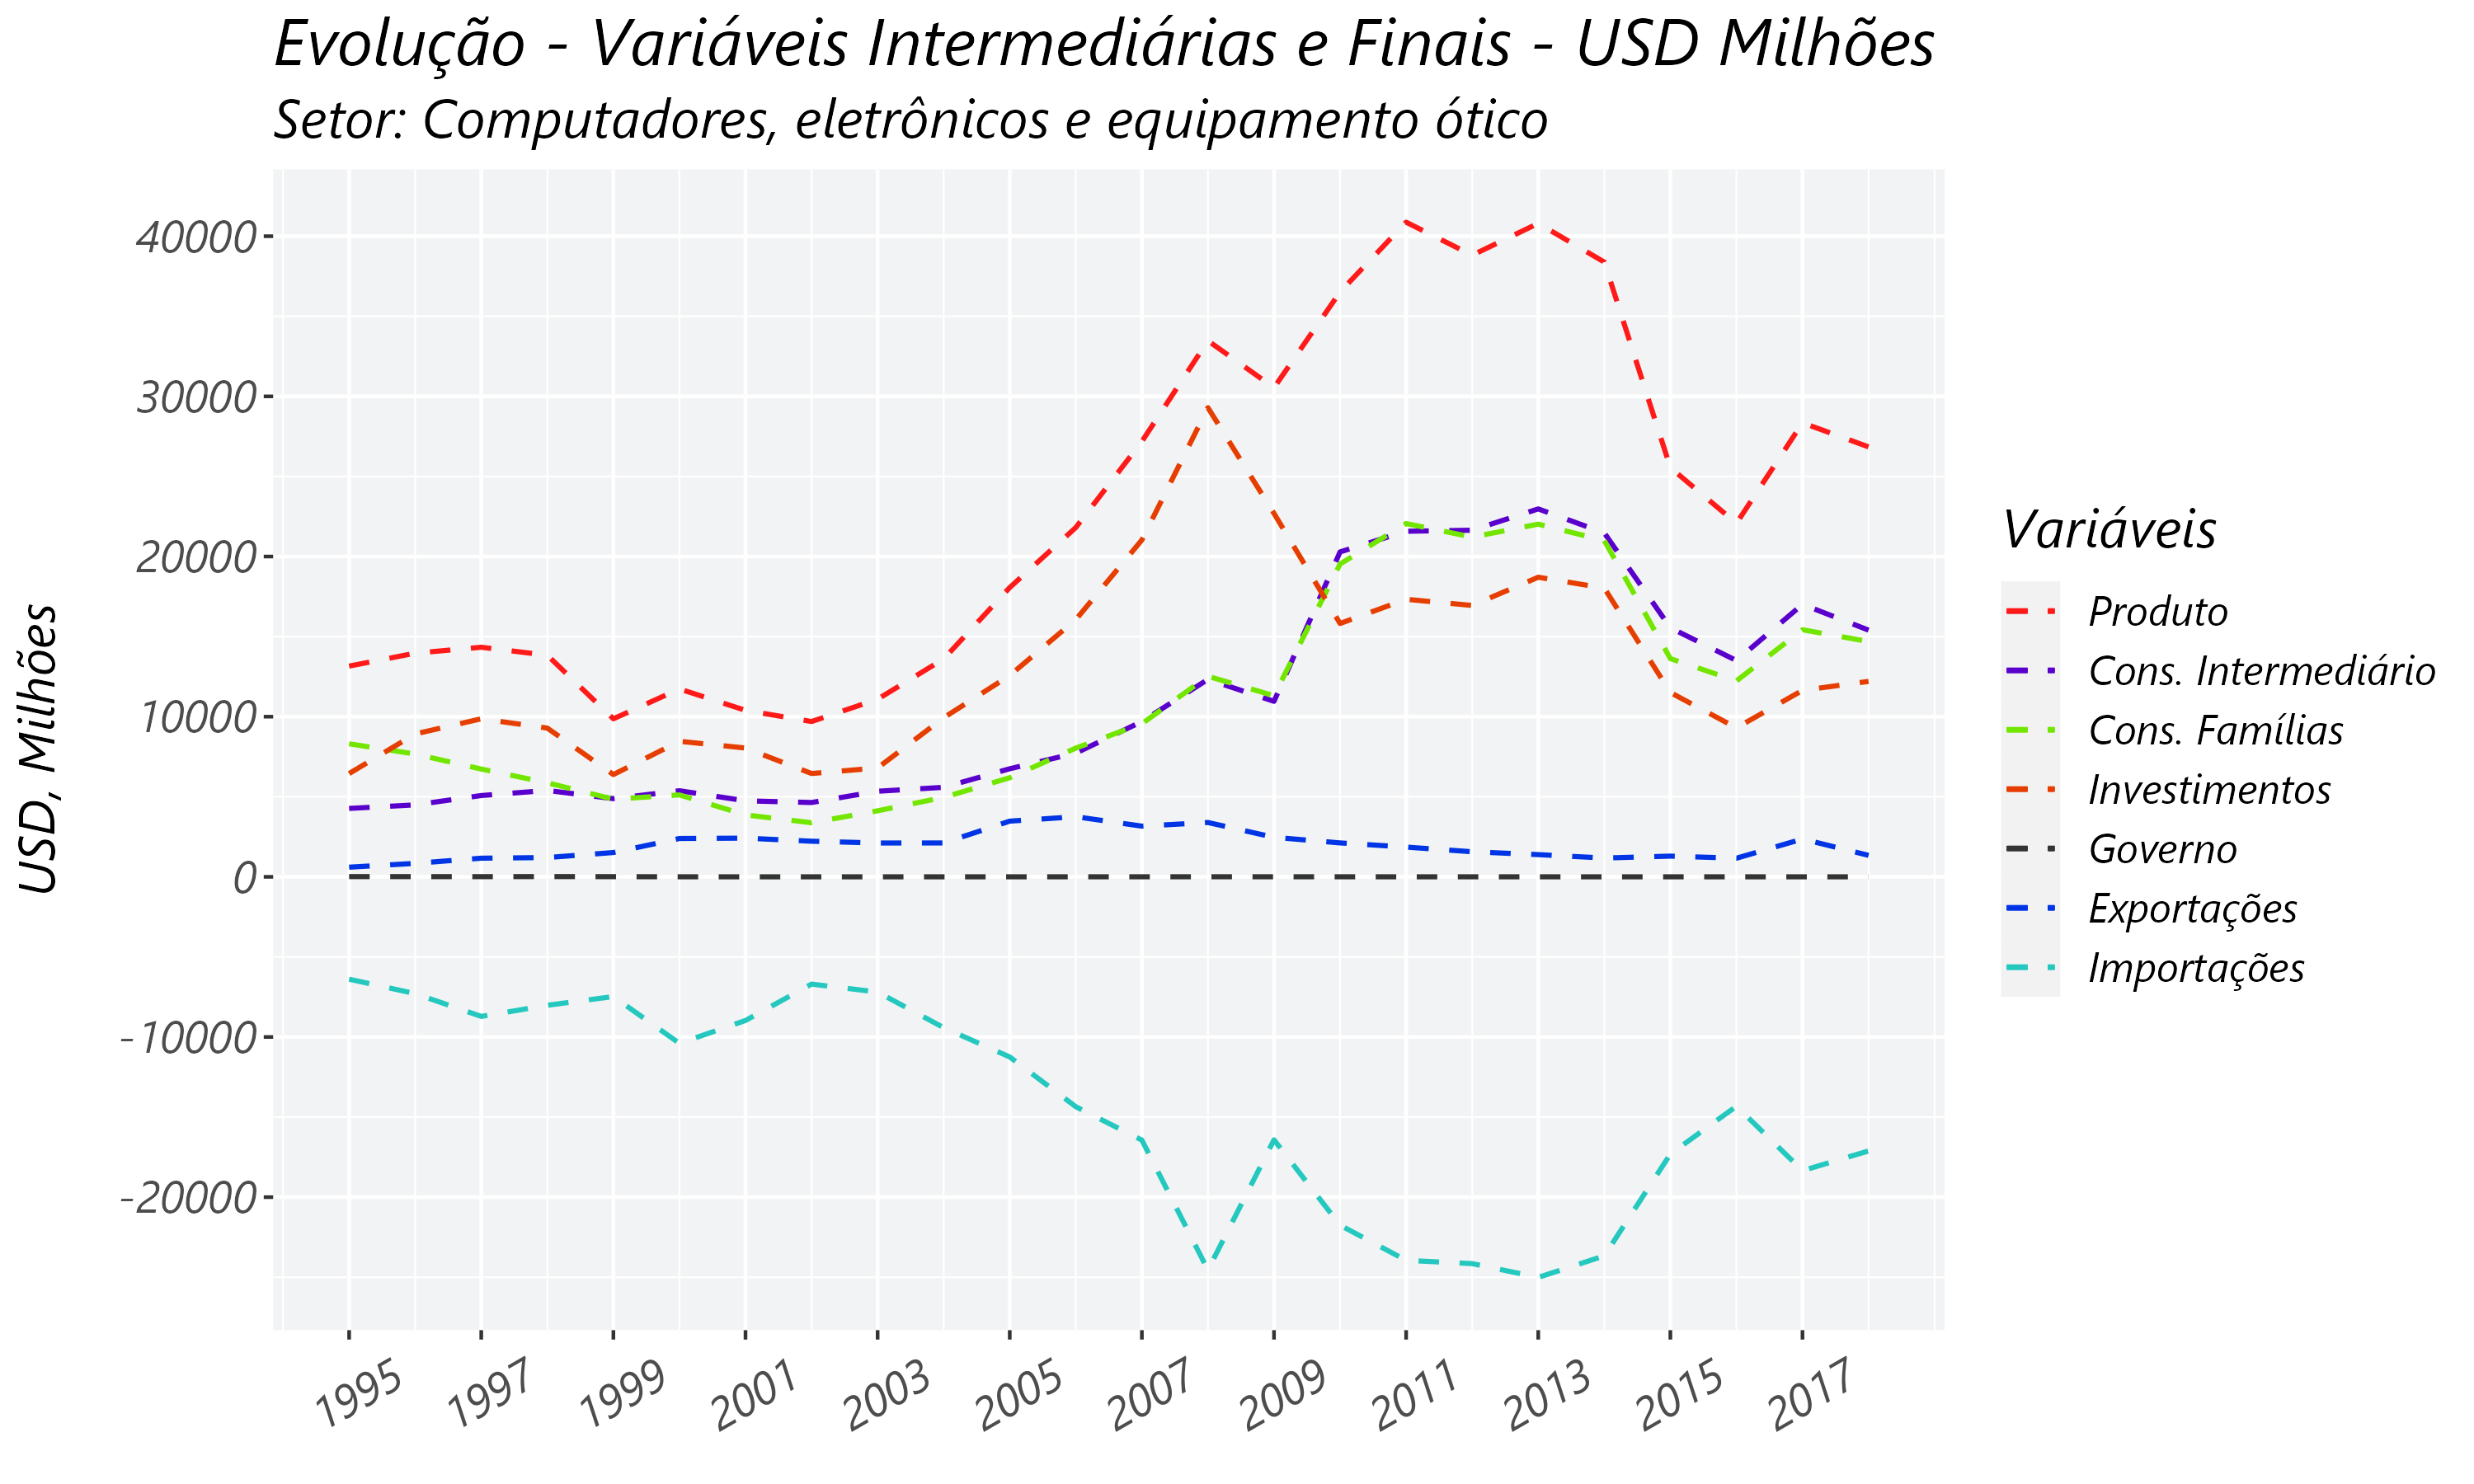 Evolução - Variáveis Intermediárias e Finais - USD Milhões
Setor: Computadores, eletrônicos e equipamento ótico
USD, Milhões
40000
30000
20000
10000
0
-10000
-20000
1995
1997
1999
2001
2003
2005
2007
2009
2011
2013
2015
2017
Variáveis
Produto
Cons. Intermediário
Cons. Famílias
Investimentos
Governo
Exportações
Importações